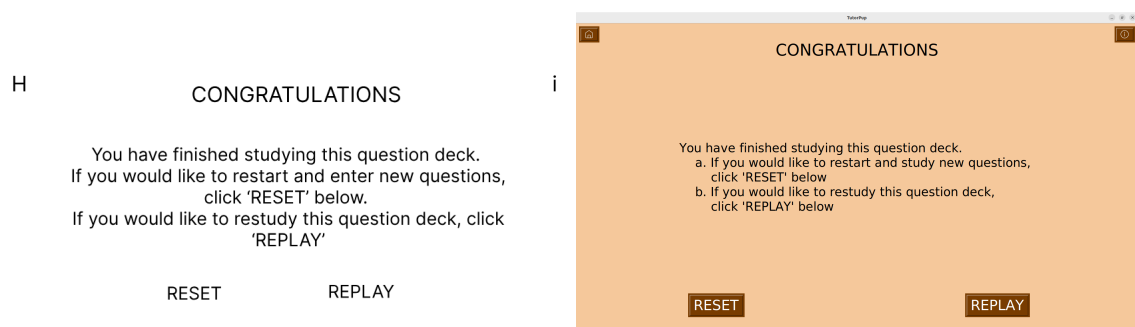 H
i
CONGRATULATIONS
You have finished studying this question deck.
If you would like to restart and enter new questions,
click ‘RESET’ below.
If you would like to restudy this question deck, click
‘REPLAY’
RESET
REPLAY
TutorPup
CONGRATULATIONS
You have finished studying this question deck.
a. If you would like to restart and study new questions,
click 'RESET' below
b. If you would like to restudy this question deck,
click 'REPLAY' below
RESET
REPLAY